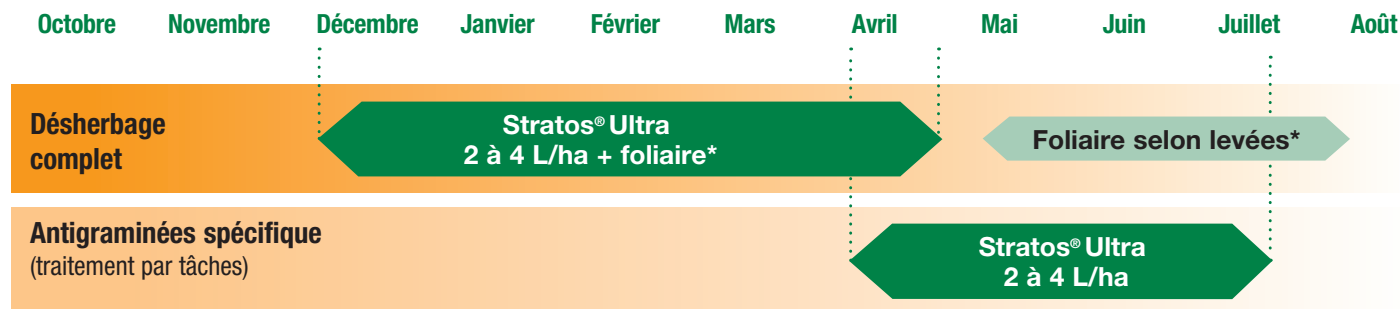 Octobre Novembre Décembre Janvier Février Mars Avril Mai Juin Juillet Août
Désherbage
complet
Stratos® Ultra
2 à 4 L/ha + foliaire*
Foliaire selon levées*
Antigraminées spécifique
(traitement par tâches)
Stratos® Ultra
2 à 4 L/ha